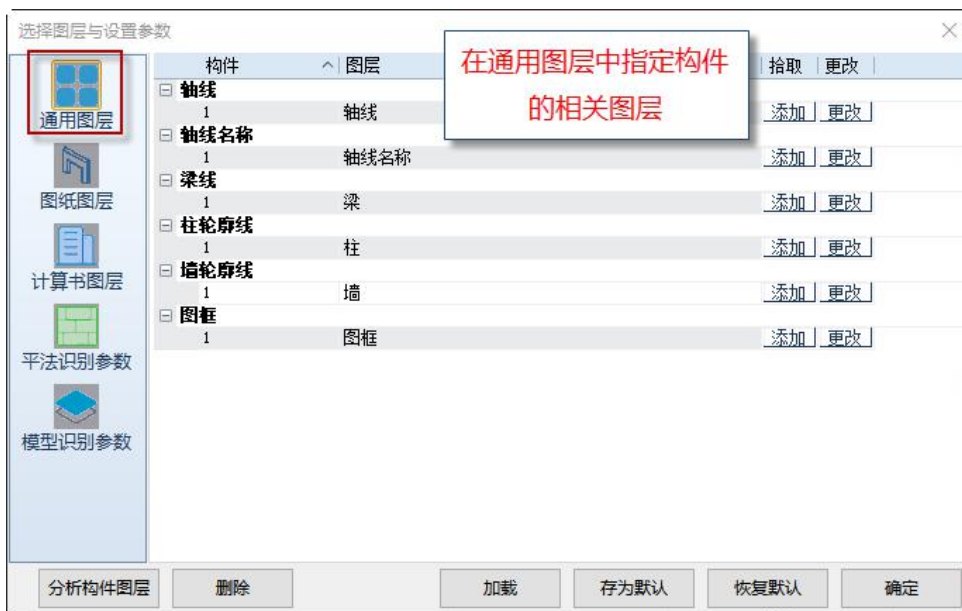 选择图层与设置参数
构件 图层 拾取 更改
在通用图层中指定构件
的相关图层
通用图层
图纸图层
计算书图层
平法识别参数
模型识别参数
轴线
1 轴线 添加 更改
轴线名称
1 轴线名称 添加 更改
梁线
1 梁 添加 更改
柱轮廓线
1 柱 添加 更改
墙轮廓线
1 墙 添加 更改
图框
1 图框 添加 更改
分析构件图层 删除 加载 存为默认 恢复默认 确定